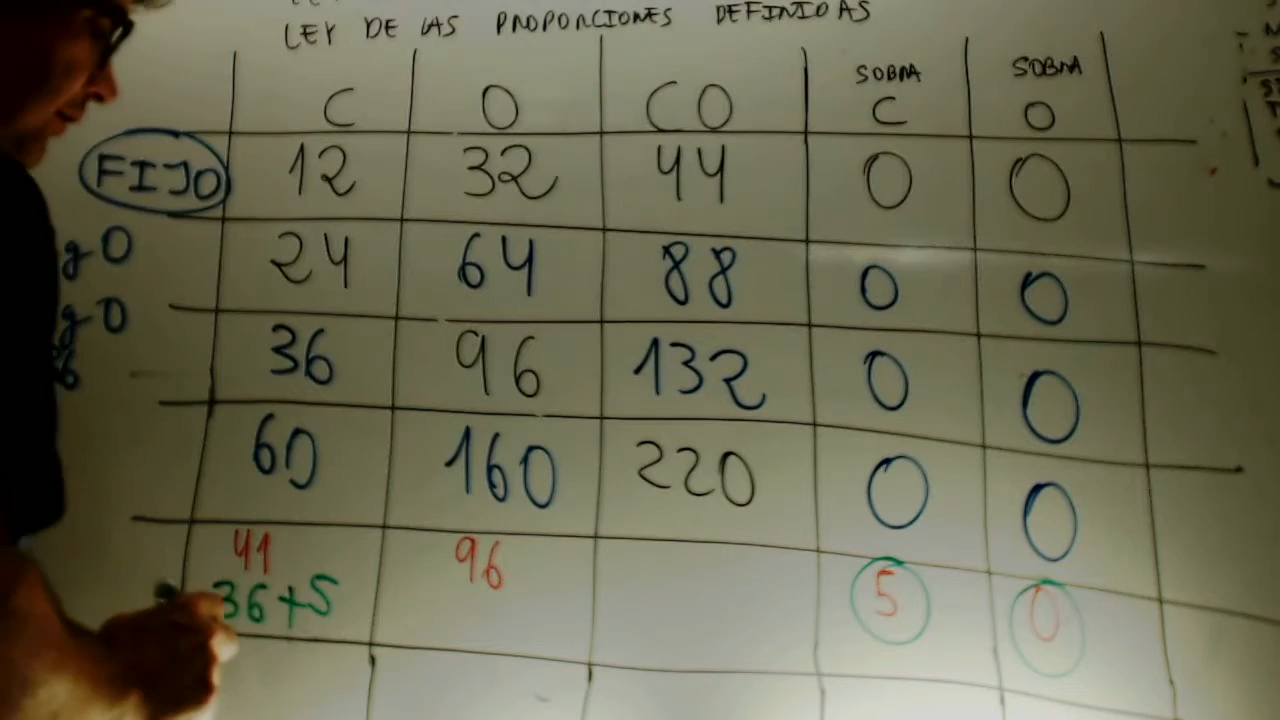 LEY DE LAS PROPORCIONES DEFINIDAS
SOBRA SOBRA
C O CO C O
FIJO 12 32 44 0 0
g O 24 64 88 0 0
g O 36 96 132 0 0
60 160 220 0 0
41 96 5 0
36+5